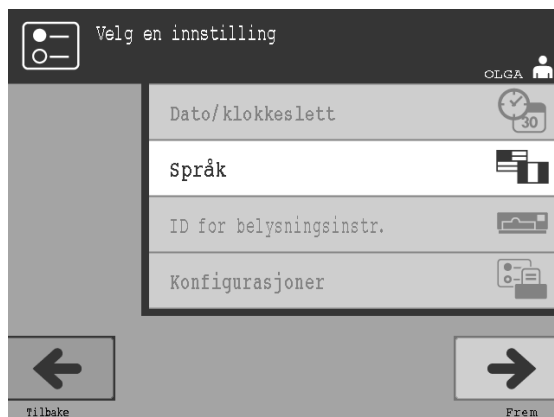 Velg en innstilling
OLGA
Dato/klokkeslett
30
Språk
ID for belysningsinstr.
Konfigurasjoner
Tilbake
Frem